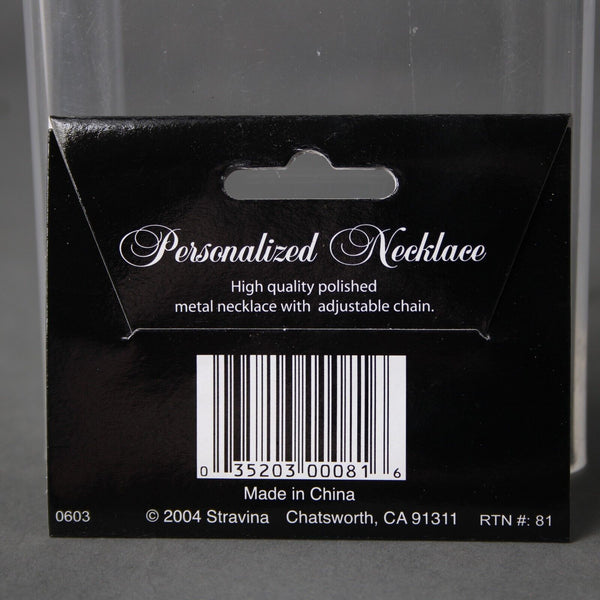 Personalized Necklace
High quality polished
metal necklace with adjustable chain.
0 35203 00081 6
Made in China
0603 © 2004 Stravina Chatsworth, CA 91311 RTN #: 81